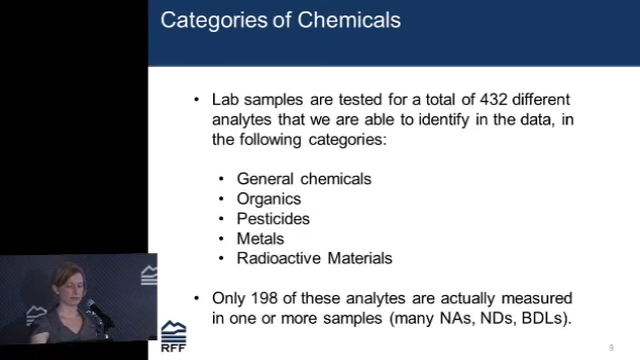 Categories of Chemicals
• Lab samples are tested for a total of 432 different
analytes that we are able to identify in the data, in
the following categories:
• General chemicals
• Organics
• Pesticides
• Metals
• Radioactive Materials
• Only 198 of these analytes are actually measured
in one or more samples (many NAs, NDs, BDLs).
RFF
9